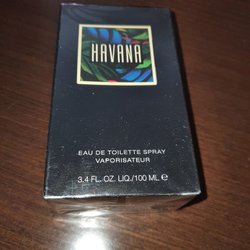 HAVANA
EAU DE TOILETTE SPRAY
VAPORISATEUR
3.4 FL. OZ. LIQ./100 ML ℮